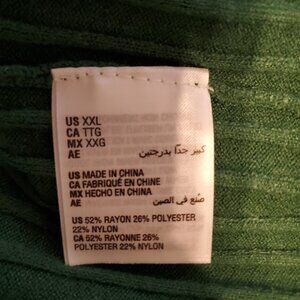 US XXL
CA TTG
MX XXG
AE كبير جدًا بدرجتين
US MADE IN CHINA
CA FABRIQUÉ EN CHINE
MX HECHO EN CHINA
AE صُنع في الصين
US 52% RAYON 26% POLYESTER
22% NYLON
CA 52% RAYONNE 26%
POLYESTER 22% NYLON